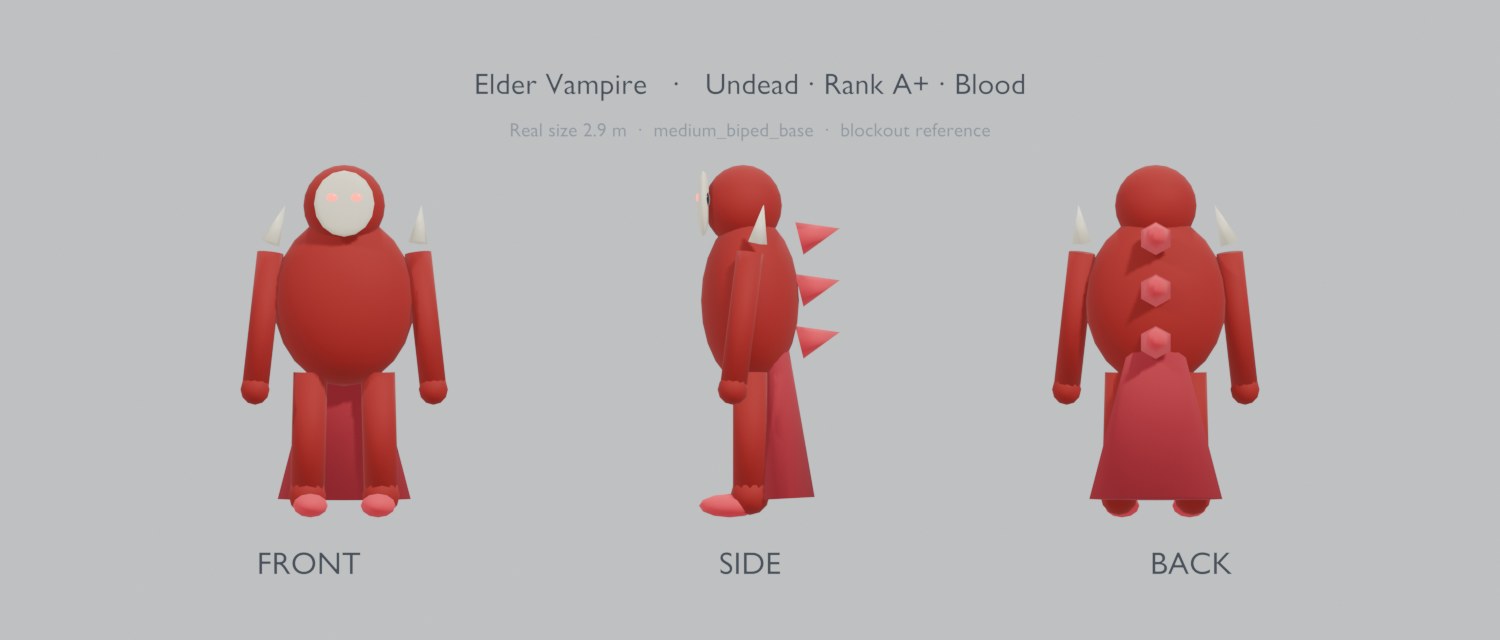 Elder Vampire · Undead · Rank A+ · Blood
Real size 2.9 m · medium_biped_base · blockout reference
FRONT SIDE BACK